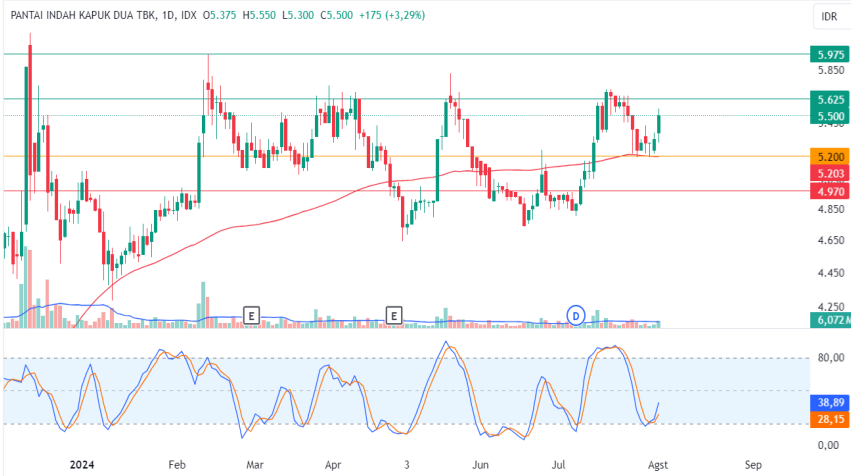 PANTAI INDAH KAPUK DUA TBK, 1D, IDX O5.375 H5.550 L5.300 C5.500 +175 (+3,29%)
IDR
5.975
5.850
5.625
5.500
5.200
5.203
4.970
4.850
4.650
4.450
4.250
6,072M
E
E
D
80,00
38,89
28,15
0,00
2024 Feb Mar Apr 3 Jun Jul Agst Sep